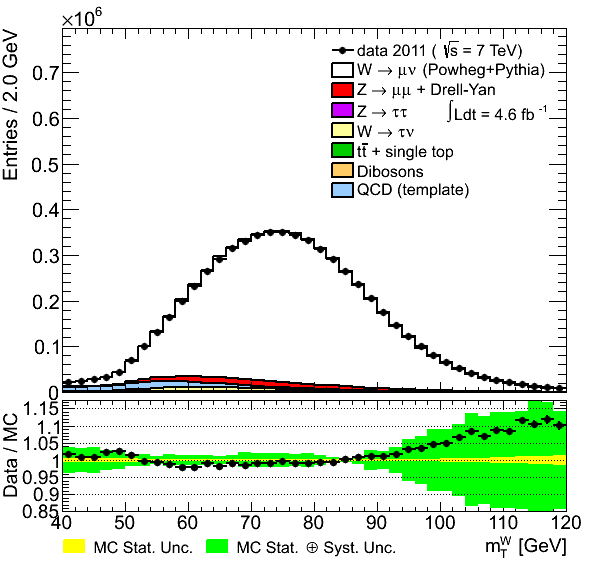 ×10⁶
Entries / 2.0 GeV
0.7
0.6
0.5
0.4
0.3
0.2
0.1
0
data 2011 ( √s = 7 TeV)
W → μν (Powheg+Pythia)
Z → μμ + Drell-Yan
Z → ττ
∫Ldt = 4.6 fb⁻¹
W → τν
tt̄ + single top
Dibosons
QCD (template)
Data / MC
1.15
1.1
1.05
1
0.95
0.9
0.85
40 50 60 70 80 90 100 110 120
m_T^W [GeV]
MC Stat. Unc. MC Stat. ⊕ Syst. Unc.